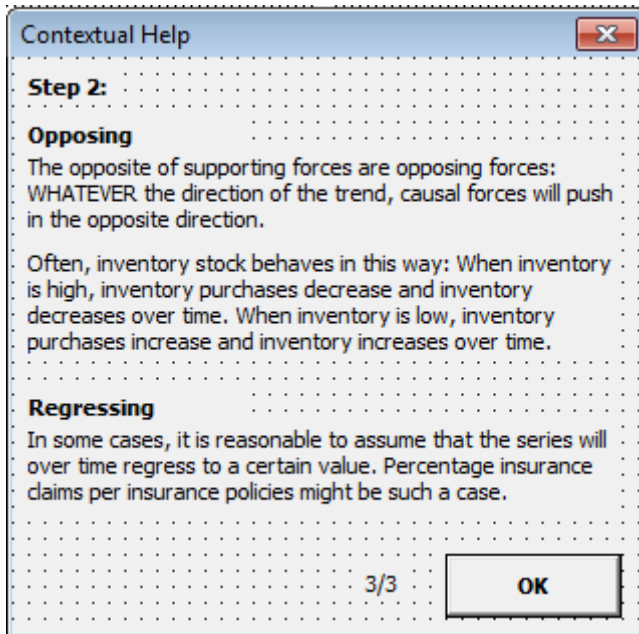 Contextual Help
Step 2:
Opposing
The opposite of supporting forces are opposing forces:
WHATEVER the direction of the trend, causal forces will push
in the opposite direction.
Often, inventory stock behaves in this way: When inventory
is high, inventory purchases decrease and inventory
decreases over time. When inventory is low, inventory
purchases increase and inventory increases over time.
Regressing
In some cases, it is reasonable to assume that the series will
over time regress to a certain value. Percentage insurance
claims per insurance policies might be such a case.
3/3
OK